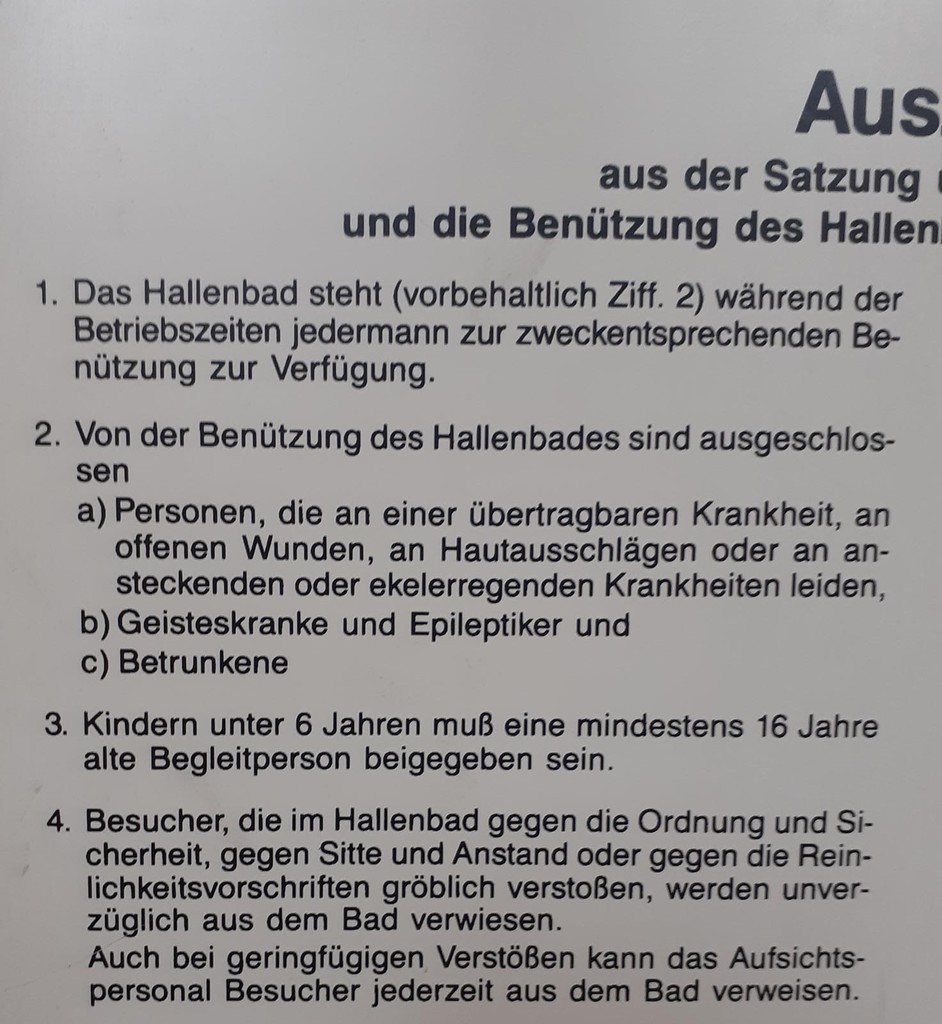 Aus
aus der Satzung
und die Benützung des Hallen
1. Das Hallenbad steht (vorbehaltlich Ziff. 2) während der
Betriebszeiten jedermann zur zweckentsprechenden Be-
nützung zur Verfügung.
2. Von der Benützung des Hallenbades sind ausgeschlos-
sen
a) Personen, die an einer übertragbaren Krankheit, an
offenen Wunden, an Hautausschlägen oder an an-
steckenden oder ekelerregenden Krankheiten leiden,
b) Geisteskranke und Epileptiker und
c) Betrunkene
3. Kindern unter 6 Jahren muß eine mindestens 16 Jahre
alte Begleitperson beigegeben sein.
4. Besucher, die im Hallenbad gegen die Ordnung und Si-
cherheit, gegen Sitte und Anstand oder gegen die Rein-
lichkeitsvorschriften gröblich verstoßen, werden unver-
züglich aus dem Bad verwiesen.
Auch bei geringfügigen Verstößen kann das Aufsichts-
personal Besucher jederzeit aus dem Bad verweisen.